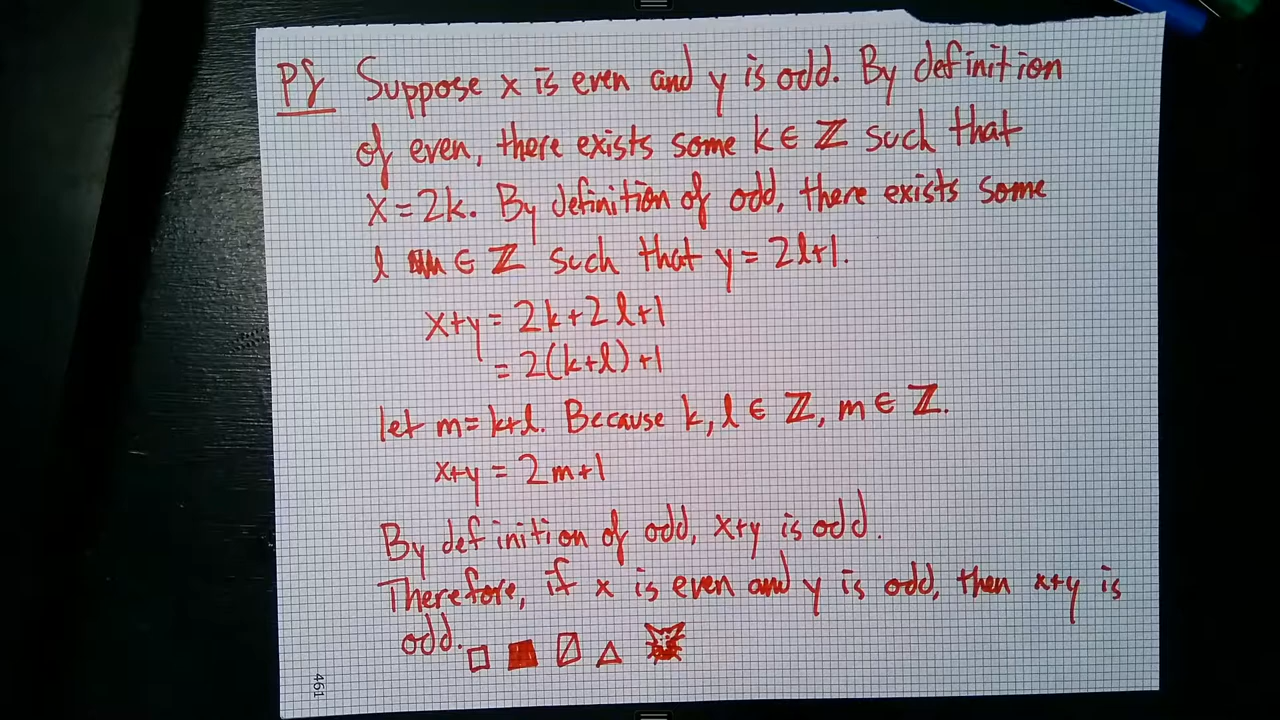 Pf Suppose x is even and y is odd. By definition
of even, there exists some k ∈ ℤ such that
x = 2k. By definition of odd, there exists some
l ∈ ℤ such that y = 2l+1.
x+y = 2k+2l+1
= 2(k+l)+1
let m = k+l. Because k, l ∈ ℤ, m ∈ ℤ.
x+y = 2m+1
By definition of odd, x+y is odd.
Therefore, if x is even and y is odd, then x+y is
odd. □ ■ ⍁ △
461